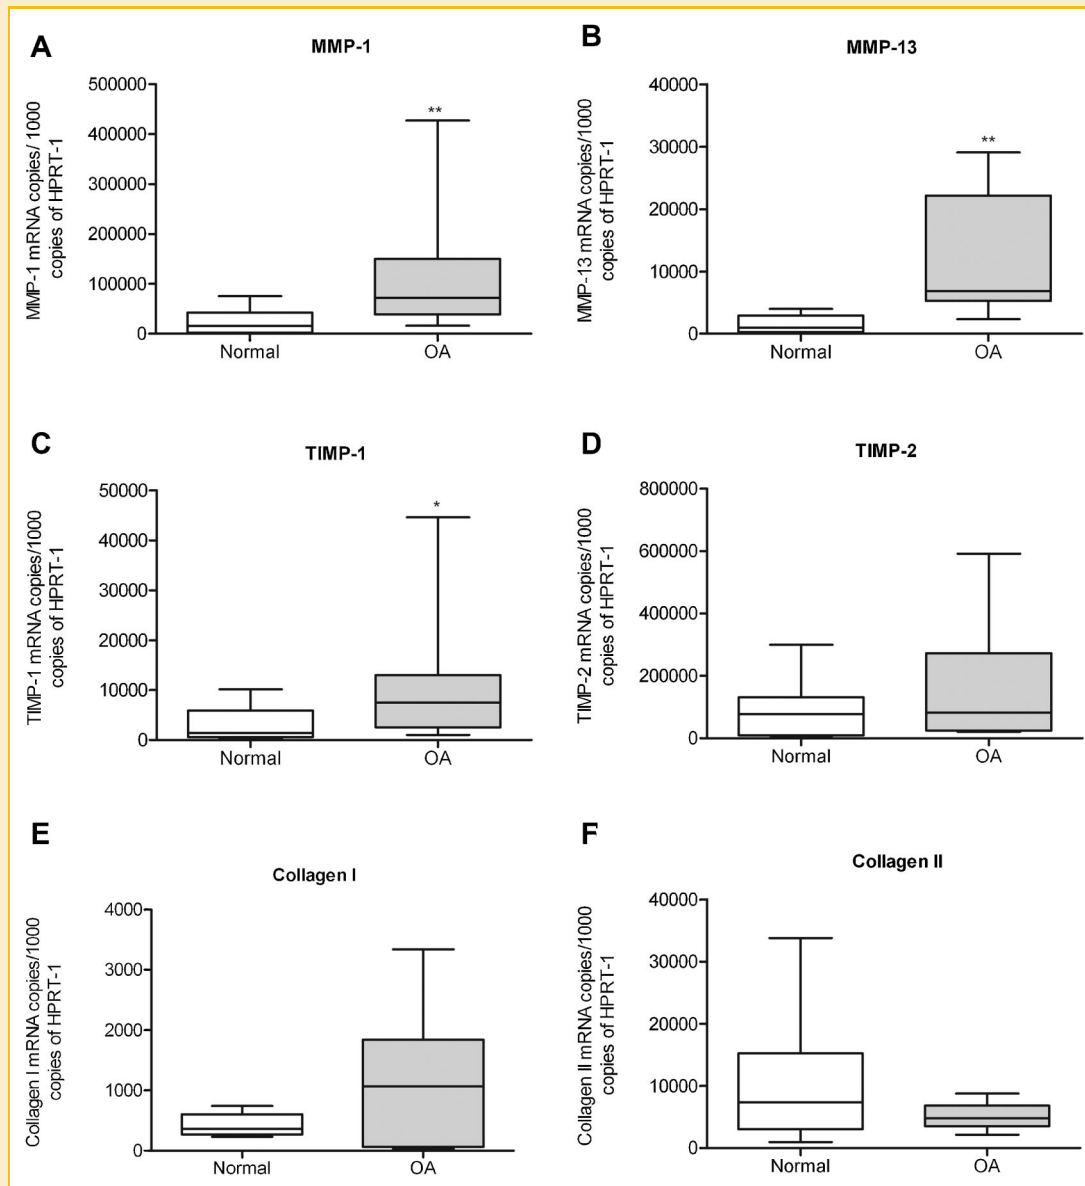 A
MMP-1
MMP-1 mRNA copies/ 1000
copies of HPRT-1
500000
400000
300000
200000
100000
0
**
Normal
OA
B
MMP-13
MMP-13 mRNA copies/1000
copies of HPRT-1
40000
30000
20000
10000
0
**
Normal
OA
C
TIMP-1
TIMP-1 mRNA copies/1000
copies of HPRT-1
50000
40000
30000
20000
10000
0
*
Normal
OA
D
TIMP-2
TIMP-2 mRNA copies/1000
copies of HPRT-1
800000
600000
400000
200000
0
Normal
OA
E
Collagen I
Collagen I mRNA copies/1000
copies of HPRT-1
4000
3000
2000
1000
0
Normal
OA
F
Collagen II
Collagen II mRNA copies/1000
copies of HPRT-1
40000
30000
20000
10000
0
Normal
OA